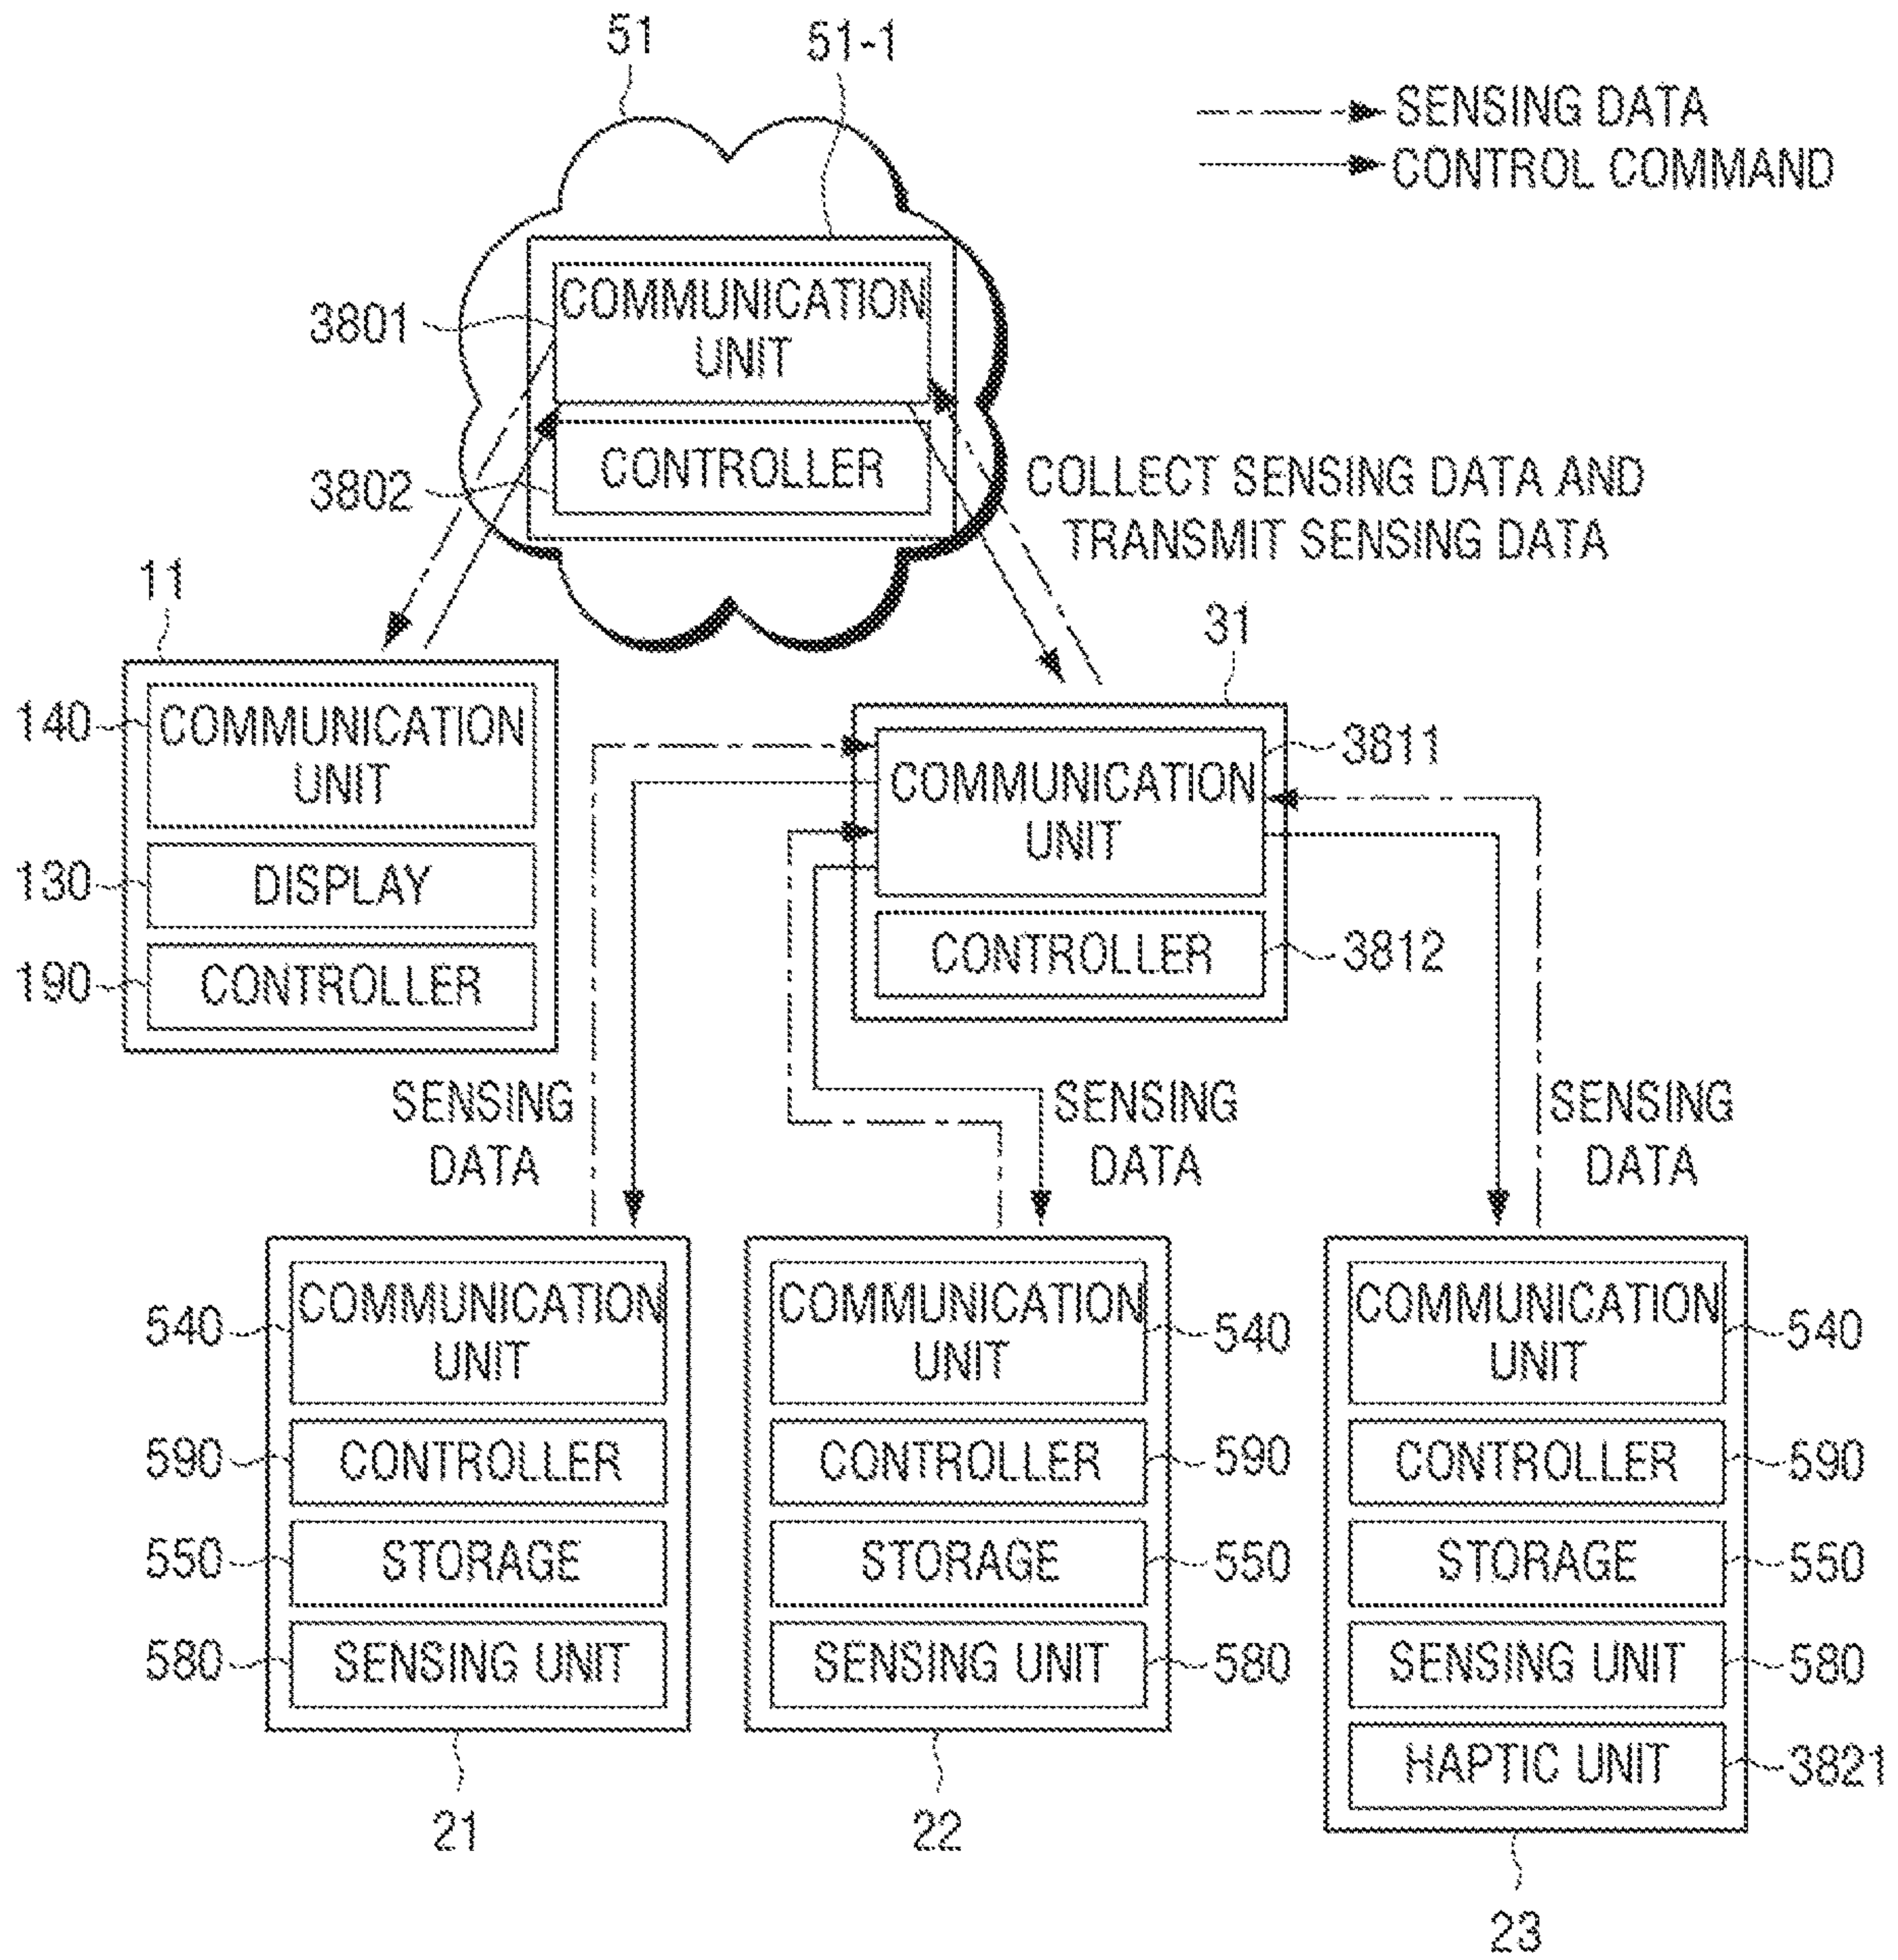 51
51-1
SENSING DATA
CONTROL COMMAND
3801
COMMUNICATION
UNIT
3802
CONTROLLER
COLLECT SENSING DATA AND
TRANSMIT SENSING DATA
11
140
COMMUNICATION
UNIT
130
DISPLAY
190
CONTROLLER
31
COMMUNICATION
UNIT
3811
CONTROLLER
3812
SENSING
DATA
SENSING
DATA
SENSING
DATA
540
COMMUNICATION
UNIT
590
CONTROLLER
550
STORAGE
580
SENSING UNIT
21
COMMUNICATION
UNIT
540
CONTROLLER
590
STORAGE
550
SENSING UNIT
580
22
COMMUNICATION
UNIT
540
CONTROLLER
590
STORAGE
550
SENSING UNIT
580
HAPTIC UNIT
3821
23